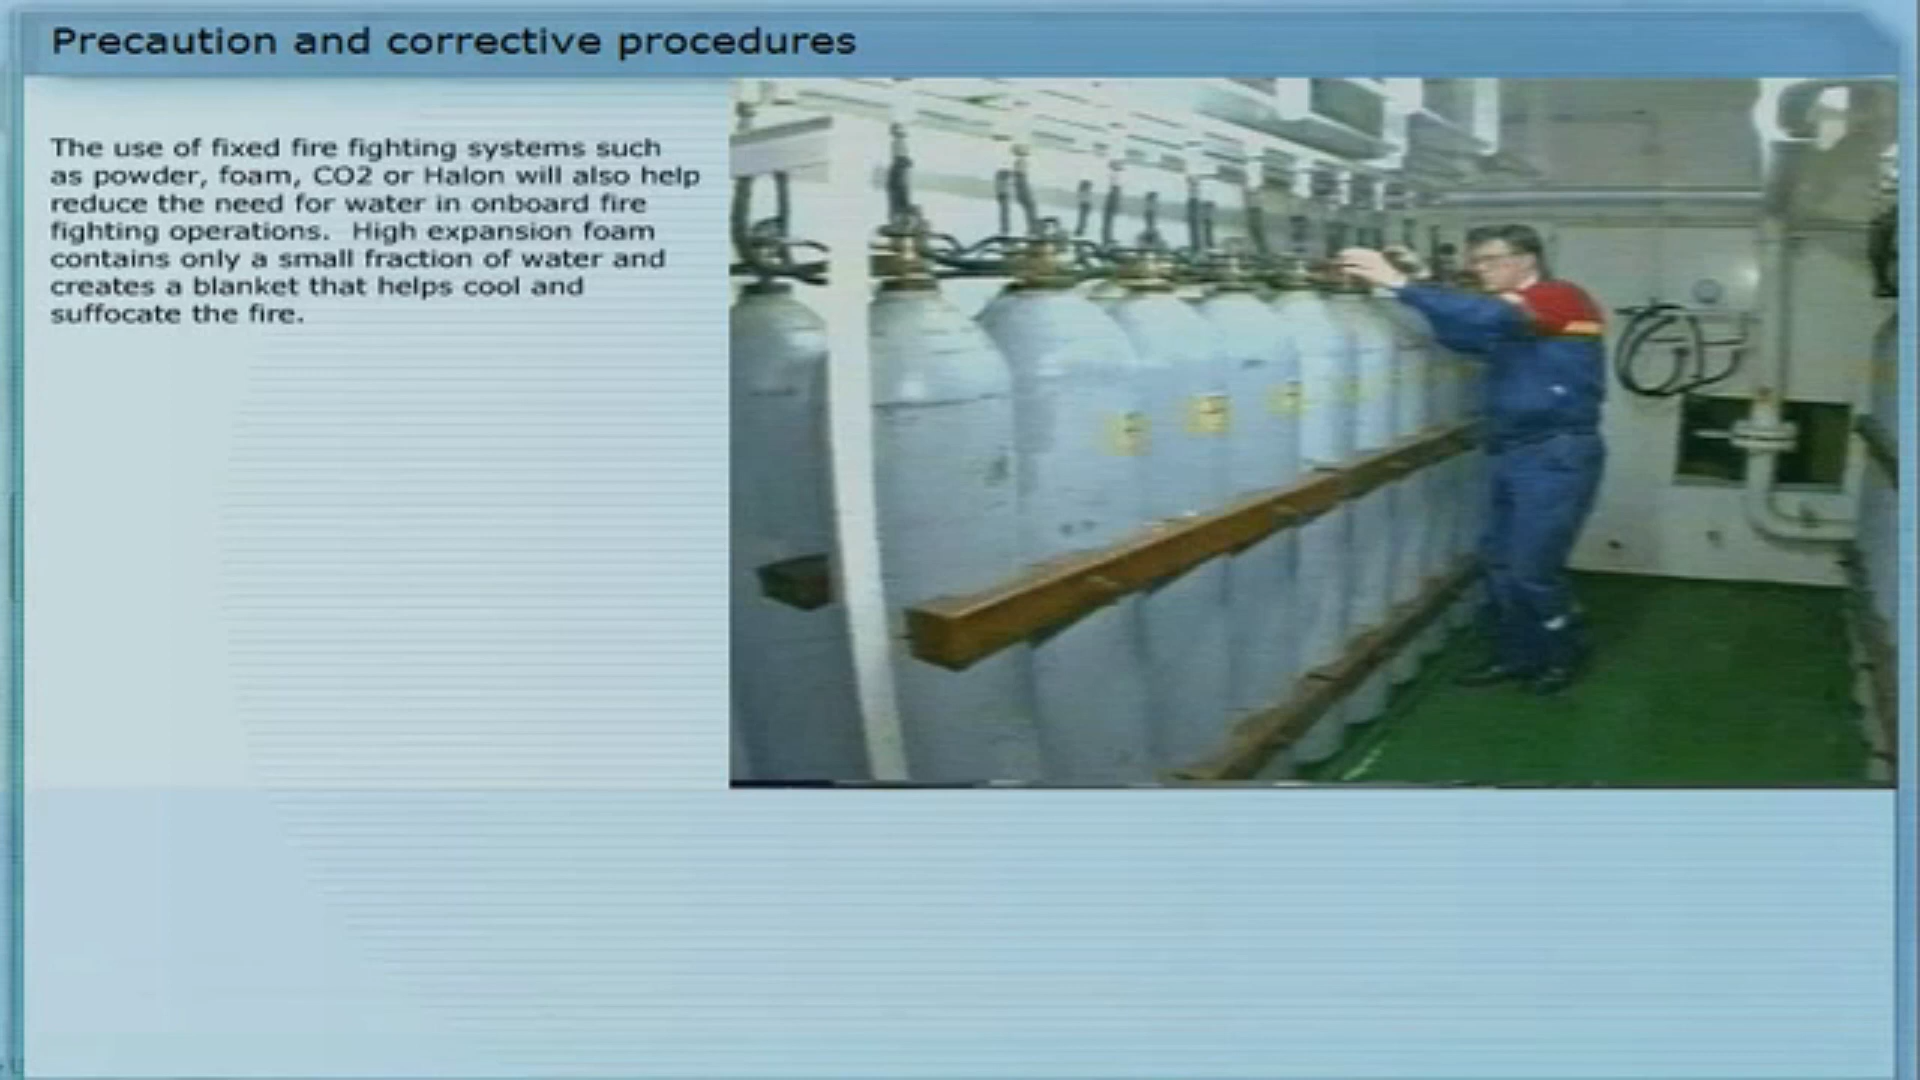 Precaution and corrective procedures
The use of fixed fire fighting systems such
as powder, foam, CO2 or Halon will also help
reduce the need for water in onboard fire
fighting operations.  High expansion foam
contains only a small fraction of water and
creates a blanket that helps cool and
suffocate the fire.